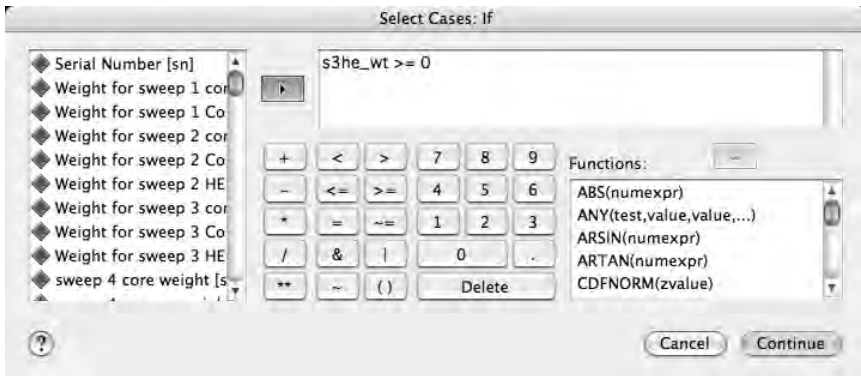 Select Cases: If
Serial Number [sn]
Weight for sweep 1 cor
Weight for sweep 1 Co
Weight for sweep 2 cor
Weight for sweep 2 Co
Weight for sweep 2 HE
Weight for sweep 3 cor
Weight for sweep 3 Co
Weight for sweep 3 HE
sweep 4 core weight [s
s3he_wt >= 0
+ < > 7 8 9
- <= >= 4 5 6
* = ~= 1 2 3
/ & | 0 .
** ~ () Delete
Functions:
ABS(numexpr)
ANY(test,value,value,...)
ARSIN(numexpr)
ARTAN(numexpr)
CDFNORM(zvalue)
? Cancel Continue